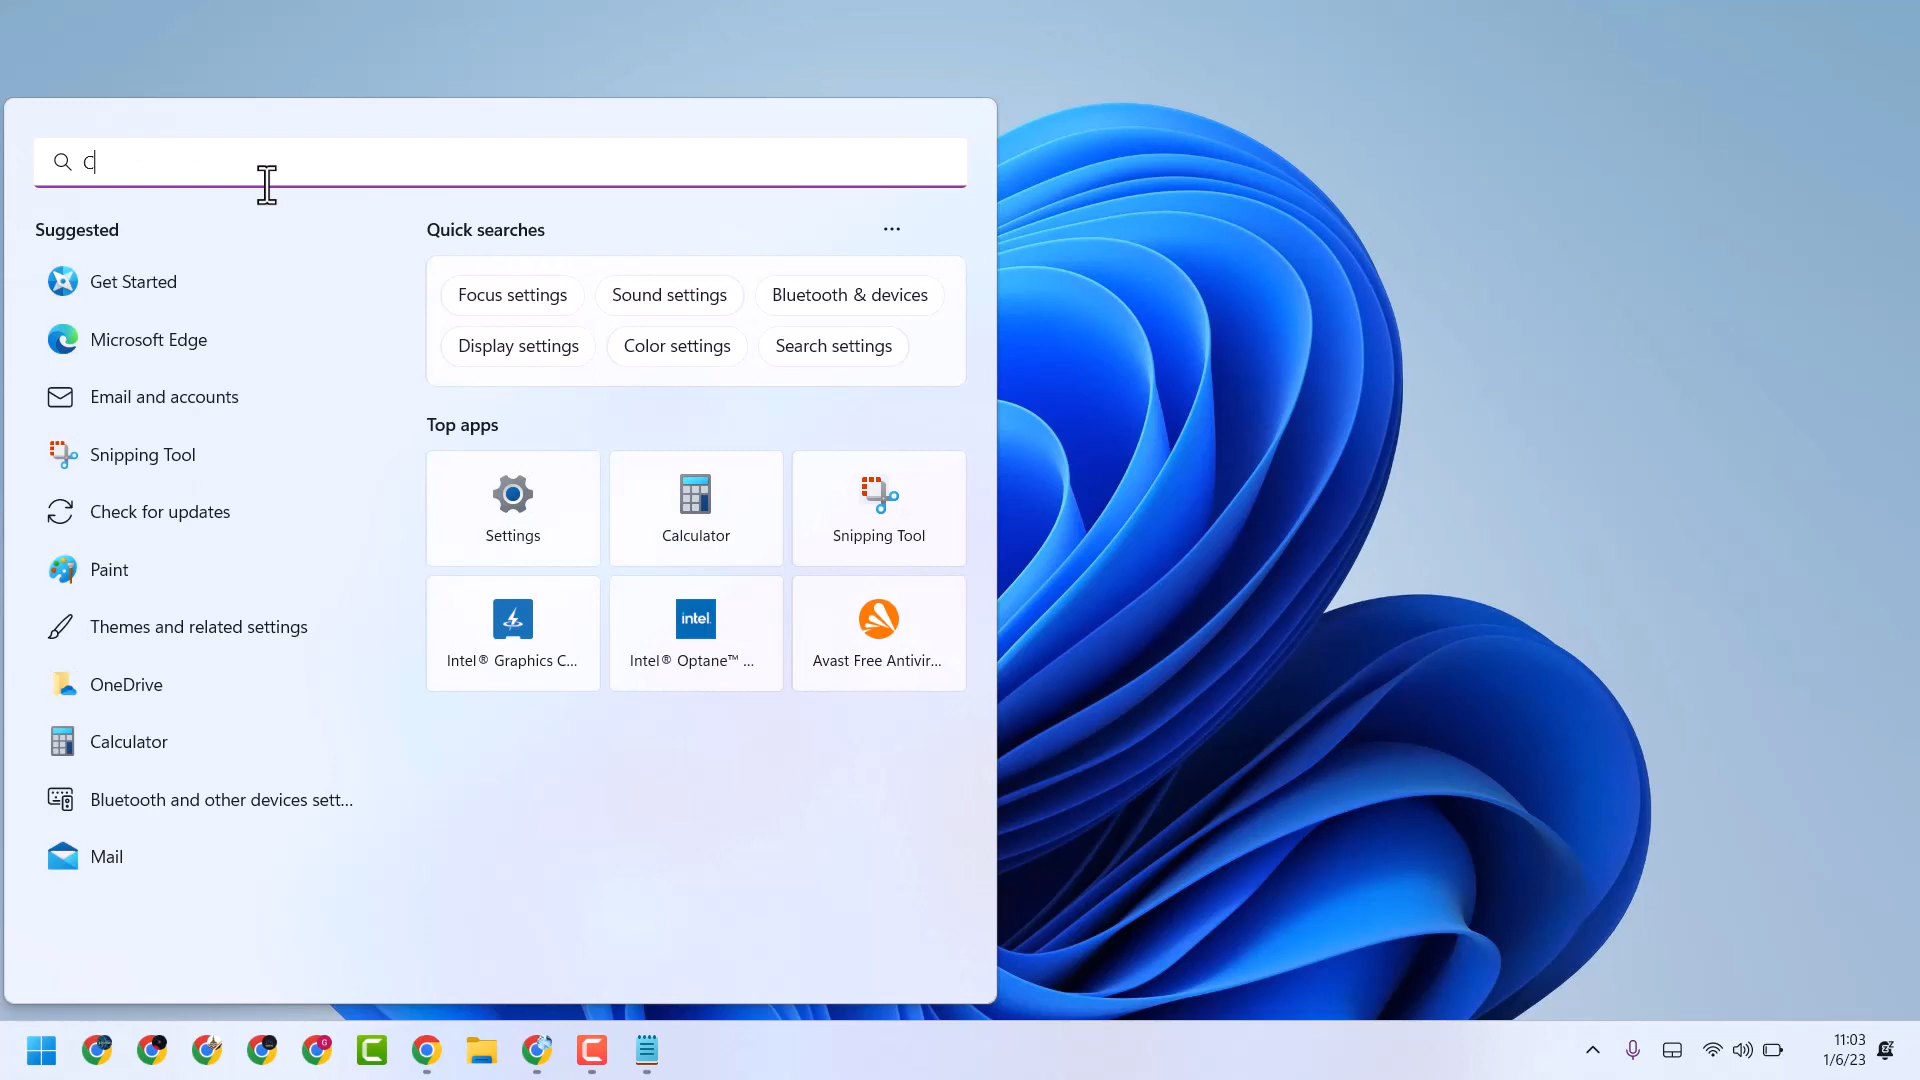 C
Suggested
Get Started
Microsoft Edge
Email and accounts
Snipping Tool
Check for updates
Paint
Themes and related settings
OneDrive
Calculator
Bluetooth and other devices sett...
Mail
Quick searches
Focus settings
Sound settings
Bluetooth & devices
Display settings
Color settings
Search settings
Top apps
Settings
Calculator
Snipping Tool
intel.
Intel® Graphics C...
Intel® Optane™ ...
Avast Free Antivir...
G
11:03
1/6/23